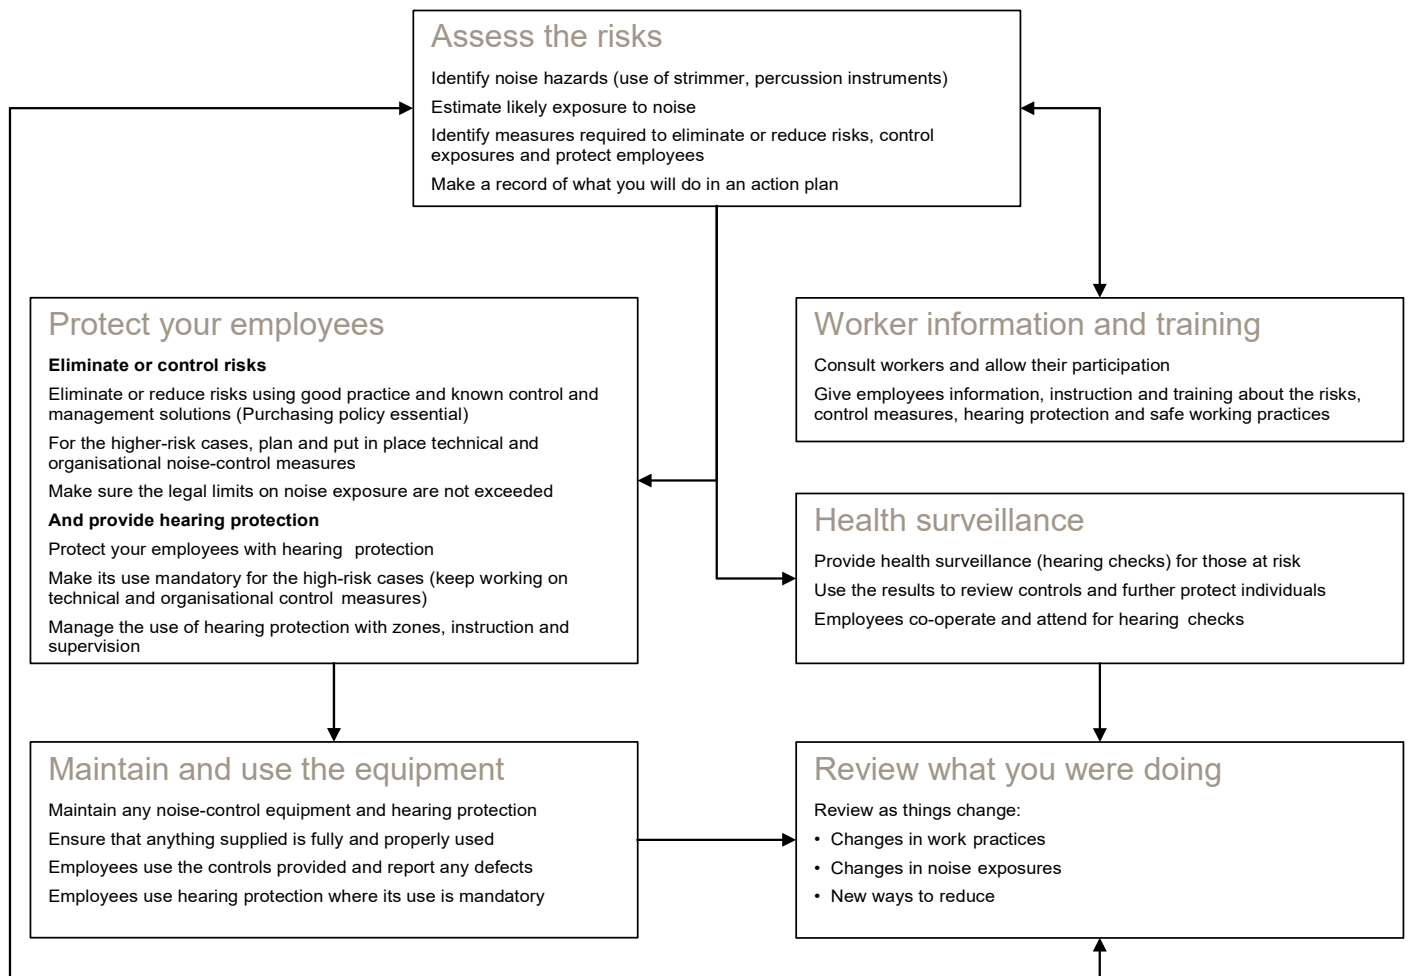 Assess the risks
Identify noise hazards (use of strimmer, percussion instruments)
Estimate likely exposure to noise
Identify measures required to eliminate or reduce risks, control
exposures and protect employees
Make a record of what you will do in an action plan
Protect your employees
Eliminate or control risks
Eliminate or reduce risks using good practice and known control and
management solutions (Purchasing policy essential)
For the higher-risk cases, plan and put in place technical and
organisational noise-control measures
Make sure the legal limits on noise exposure are not exceeded
And provide hearing protection
Protect your employees with hearing protection
Make its use mandatory for the high-risk cases (keep working on
technical and organisational control measures)
Manage the use of hearing protection with zones, instruction and
supervision
Worker information and training
Consult workers and allow their participation
Give employees information, instruction and training about the risks,
control measures, hearing protection and safe working practices
Health surveillance
Provide health surveillance (hearing checks) for those at risk
Use the results to review controls and further protect individuals
Employees co-operate and attend for hearing checks
Maintain and use the equipment
Maintain any noise-control equipment and hearing protection
Ensure that anything supplied is fully and properly used
Employees use the controls provided and report any defects
Employees use hearing protection where its use is mandatory
Review what you were doing
Review as things change:
• Changes in work practices
• Changes in noise exposures
• New ways to reduce